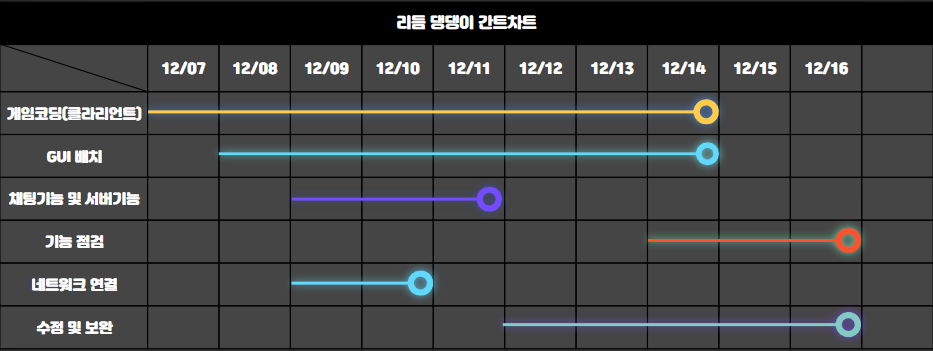 리듬 댕댕이 간트차트
12/07 12/08 12/09 12/10 12/11 12/12 12/13 12/14 12/15 12/16
게임코딩(클라리언트)
GUI 배치
채팅기능 및 서버기능
기능 점검
네트워크 연결
수정 및 보완